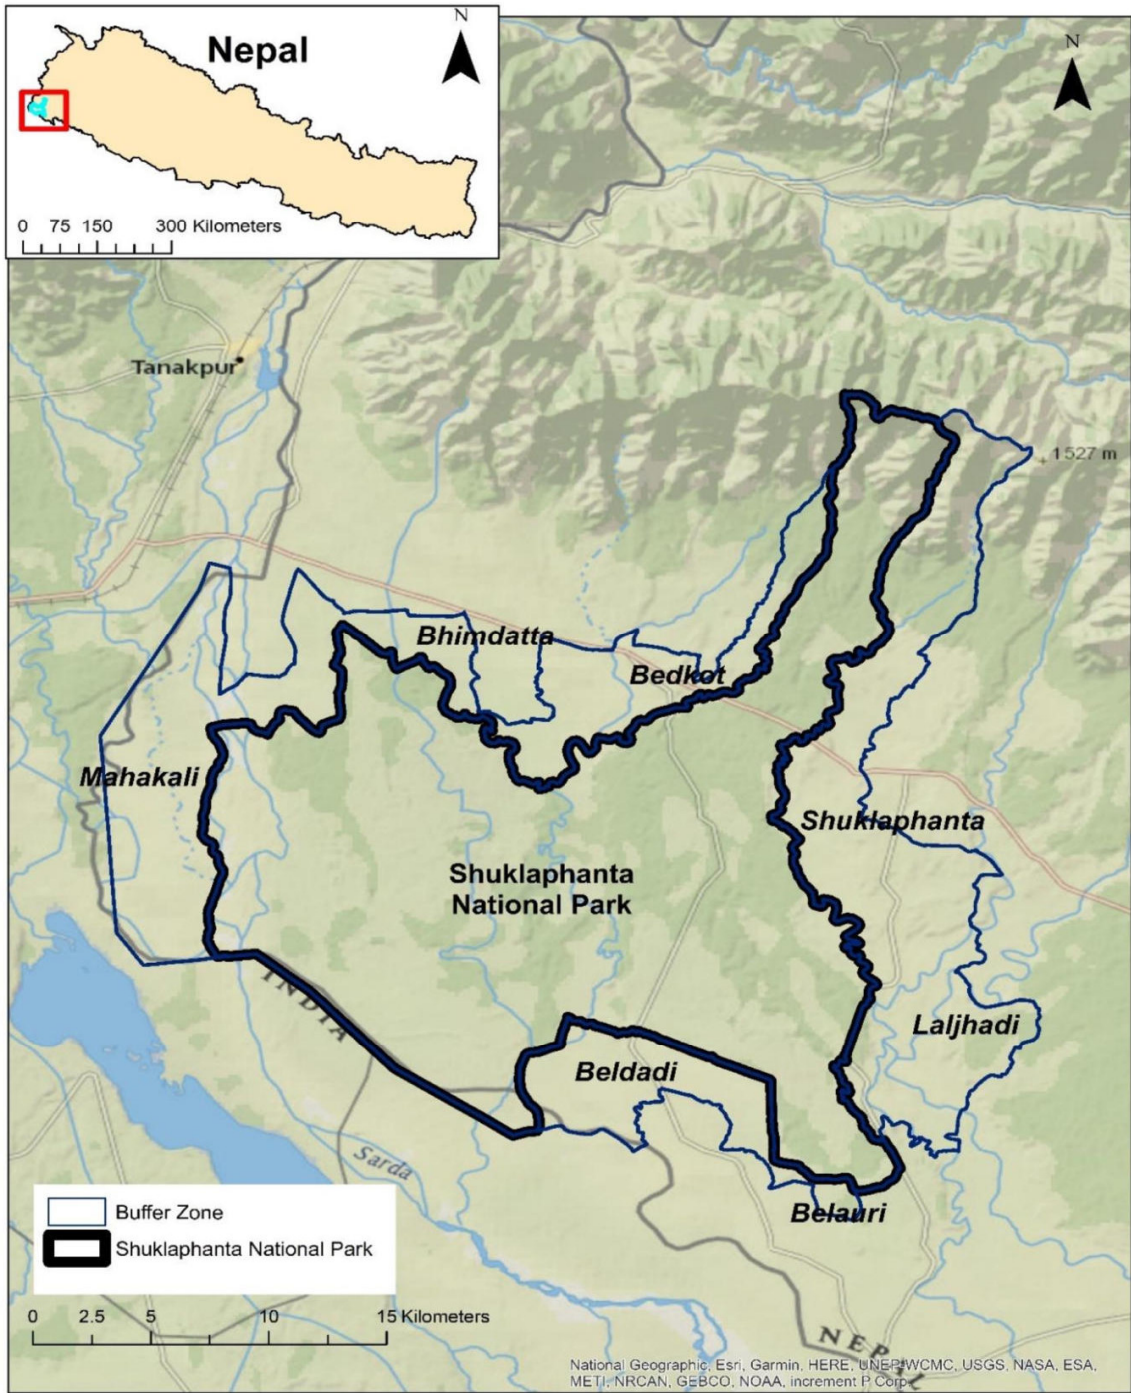 Nepal
N
0 75 150 300 Kilometers
N
Tanakpur
1527 m
Bhimdatta
Bedkot
Mahakali
Shuklaphanta
Shuklaphanta
National Park
INDIA
Laljhadi
Beldadi
Sarda
Belauri
Buffer Zone
Shuklaphanta National Park
0 2.5 5 10 15 Kilometers
NEPAL
National Geographic, Esri, Garmin, HERE, UNEP-WCMC, USGS, NASA, ESA,
METI, NRCAN, GEBCO, NOAA, increment P Corp.